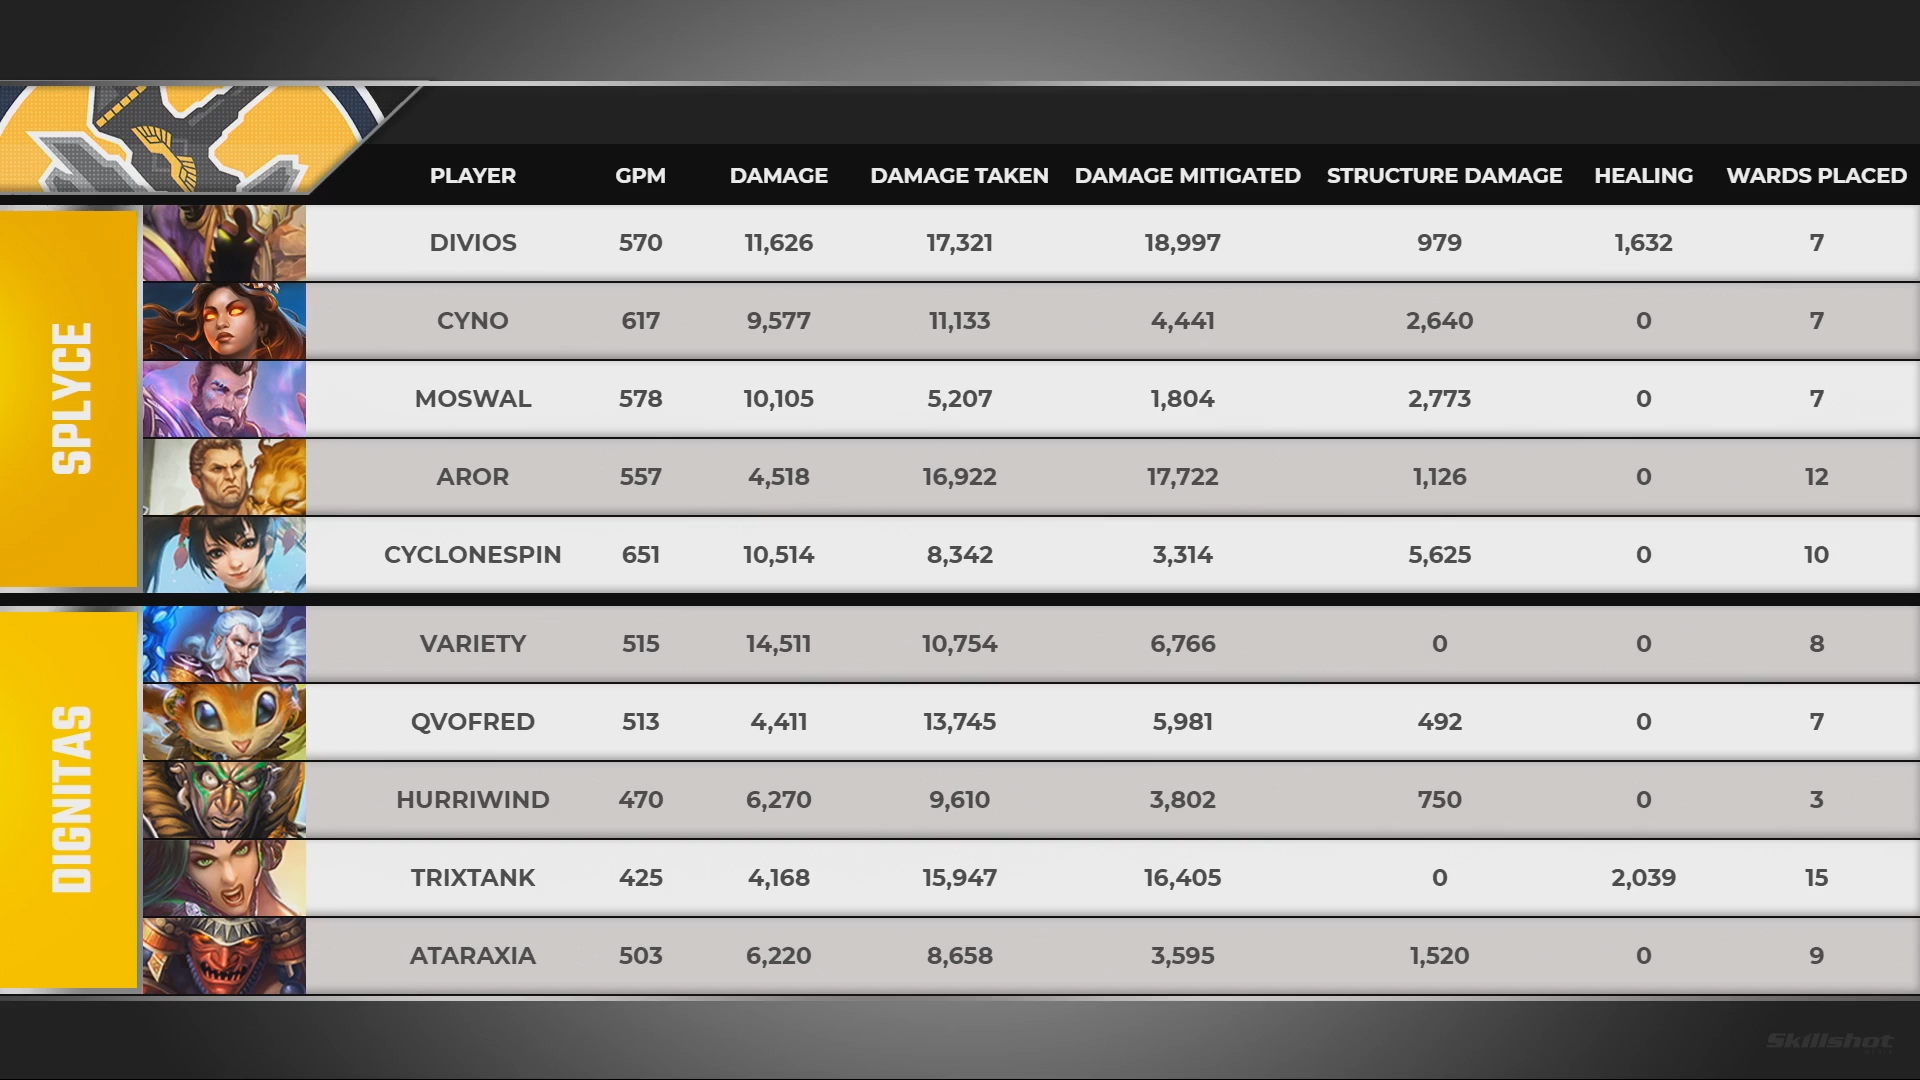 PLAYER GPM DAMAGE DAMAGE TAKEN DAMAGE MITIGATED STRUCTURE DAMAGE HEALING WARDS PLACED
SPLYCE
DIVIOS 570 11,626 17,321 18,997 979 1,632 7
CYNO 617 9,577 11,133 4,441 2,640 0 7
MOSWAL 578 10,105 5,207 1,804 2,773 0 7
AROR 557 4,518 16,922 17,722 1,126 0 12
CYCLONESPIN 651 10,514 8,342 3,314 5,625 0 10
DIGNITAS
VARIETY 515 14,511 10,754 6,766 0 0 8
QVOFRED 513 4,411 13,745 5,981 492 0 7
HURRIWIND 470 6,270 9,610 3,802 750 0 3
TRIXTANK 425 4,168 15,947 16,405 0 2,039 15
ATARAXIA 503 6,220 8,658 3,595 1,520 0 9
Skillshot